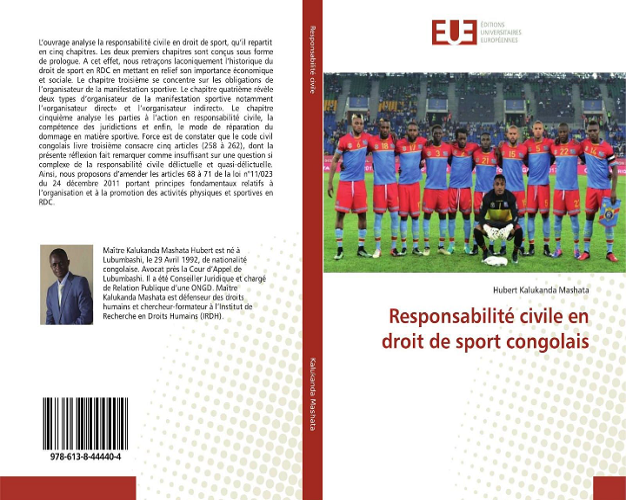 L'ouvrage analyse la responsabilité civile en droit de sport, qu'il repartit
en cinq chapitres. Les deux premiers chapitres sont conçus sous forme
de prologue. A cet effet, nous retraçons laconiquement l'historique du
droit de sport en RDC en mettant en relief son importance économique
et sociale. Le chapitre troisième se concentre sur les obligations de
l'organisateur de la manifestation sportive. Le chapitre quatrième révèle
deux types d'organisateur de la manifestation sportive notamment
l'«organisateur direct» et l'«organisateur indirect». Le chapitre
cinquième analyse les parties à l'action en responsabilité civile, la
compétence des juridictions et enfin, le mode de réparation du
dommage en matière sportive. Force est de constater que le code civil
congolais livre troisième consacre cinq articles (258 à 262), dont la
présente réflexion fait remarquer comme insuffisant sur une question si
complexe de la responsabilité civile délictuelle et quasi-délictuelle.
Ainsi, nous proposons d'amender les articles 68 à 71 de la loi n°11/023
du 24 décembre 2011 portant principes fondamentaux relatifs à
l'organisation et à la promotion des activités physiques et sportives en
RDC.
Maître Kalukanda Mashata Hubert est né à
Lubumbashi, le 29 Avril 1992, de nationalité
congolaise. Avocat près la Cour d'Appel de
Lubumbashi. Il a été Conseiller Juridique et chargé
de Relation Publique d'une ONGD. Maître
Kalukanda Mashata est défenseur des droits
humains et chercheur-formateur à l'Institut de
Recherche en Droits Humains (IRDH).
978-613-8-44440-4
Responsabilité civile
Kalukanda Mashata
EUE
ÉDITIONS
UNIVERSITAIRES
EUROPÉENNES
Hubert Kalukanda Mashata
Responsabilité civile en
droit de sport congolais